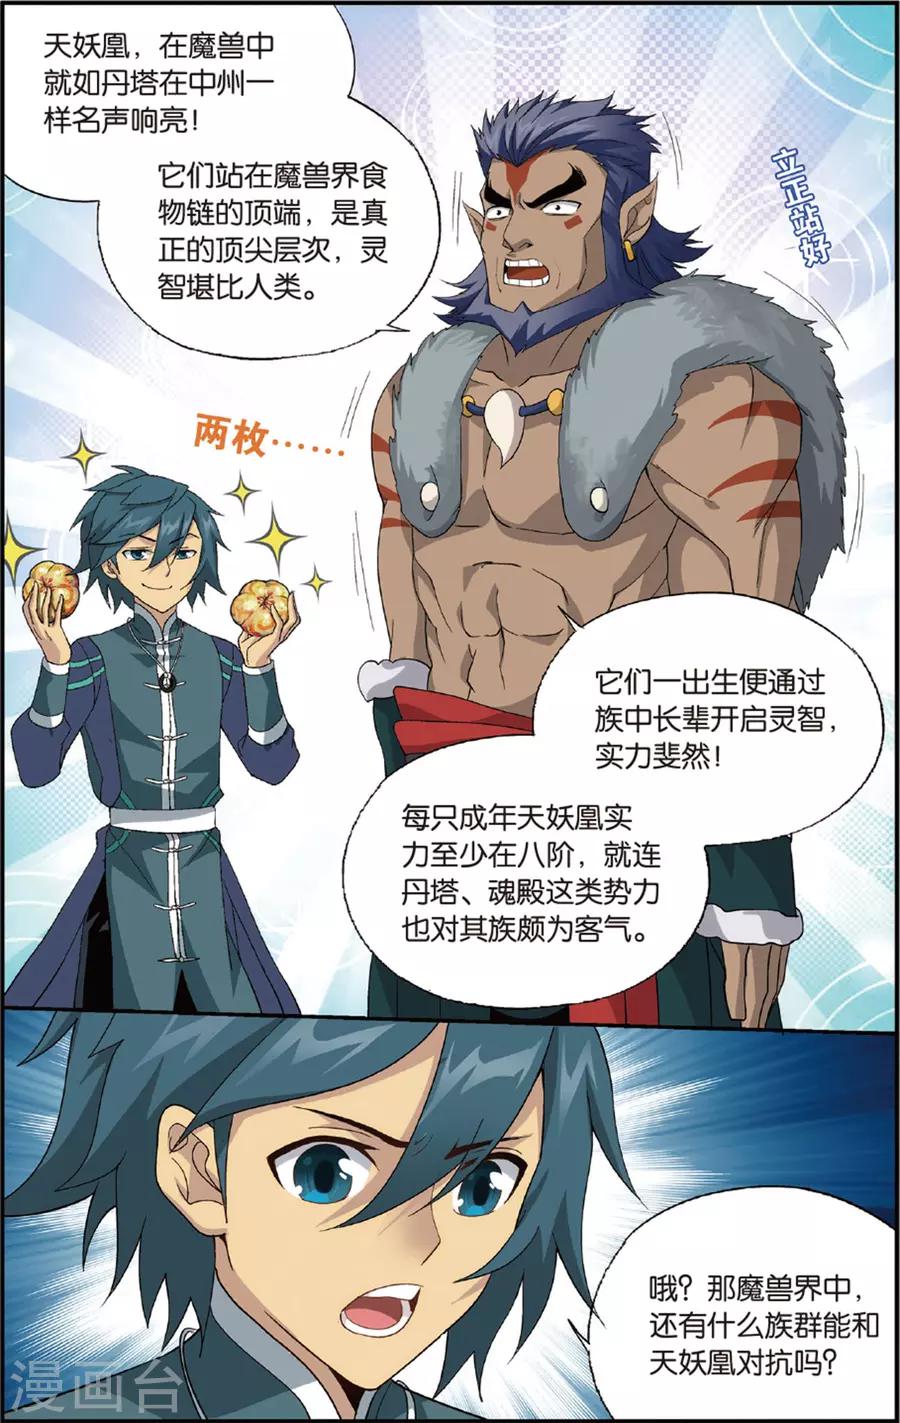 天妖凰，在魔兽中
就如丹塔在中州一
样名声响亮！
它们站在魔兽界食
物链的顶端，是真
正的顶尖层次，灵
智堪比人类。
立正站好
两枚……
它们一出生便通过
族中长辈开启灵智，
实力斐然！
每只成年天妖凰实
力至少在八阶，就连
丹塔、魂殿这类势力
也对其族颇为客气。
哦？那魔兽界中，
还有什么族群能和
天妖凰对抗吗？
漫画台